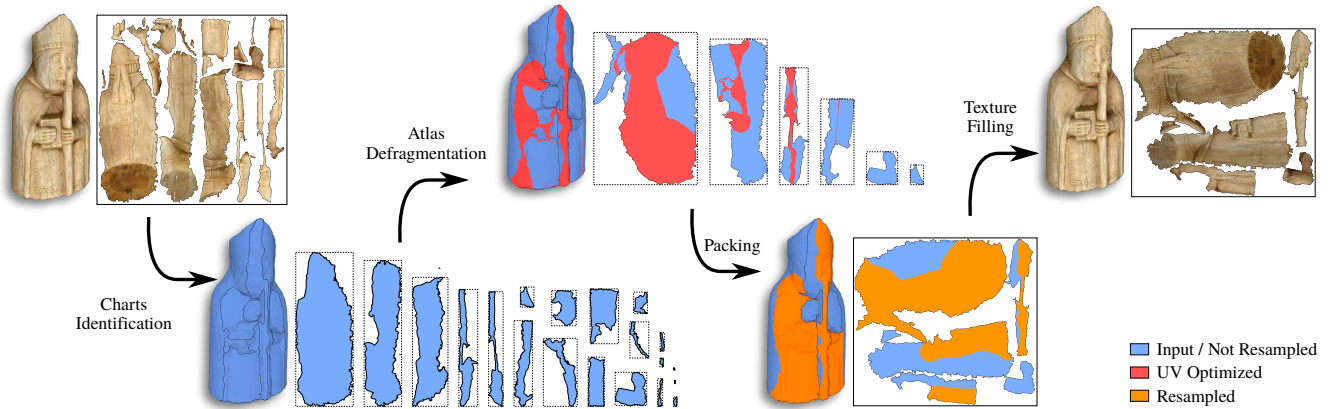 Charts
Identification
Atlas
Defragmentation
Packing
Texture
Filling
Input / Not Resampled
UV Optimized
Resampled